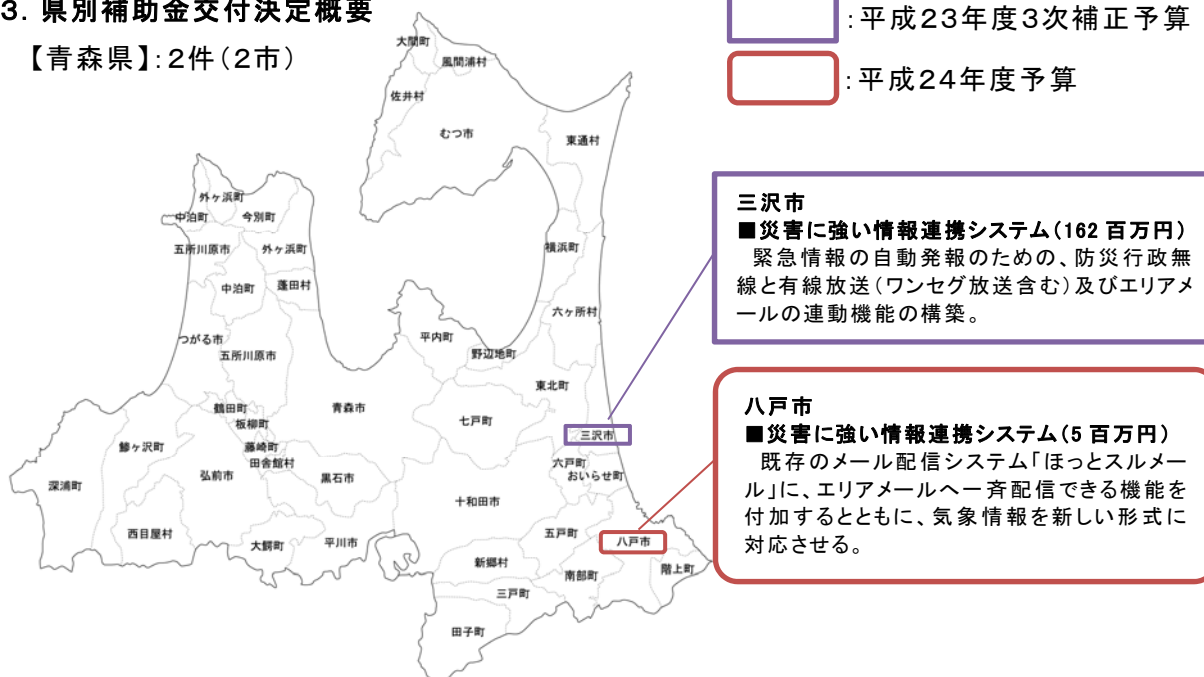 3. 県別補助金交付決定概要
【青森県】:2件(2市)
:平成23年度3次補正予算
:平成24年度予算
大間町
風間浦村
佐井村
むつ市
東通村
外ヶ浜町
中泊町
今別町
五所川原市
外ヶ浜町
中泊町
蓬田村
横浜町
六ヶ所村
つがる市
五所川原市
平内町
野辺地町
東北町
鶴田町
板柳町
青森市
七戸町
三沢市
鰺ヶ沢町
藤崎町
田舎館村
六戸町
おいらせ町
深浦町
弘前市
黒石市
十和田市
西目屋村
大鰐町
平川市
五戸町
八戸市
新郷村
南部町
階上町
三戸町
田子町
三沢市
■災害に強い情報連携システム(162 百万円)
緊急情報の自動発報のための、防災行政無
線と有線放送(ワンセグ放送含む)及びエリアメ
ールの連動機能の構築。
八戸市
■災害に強い情報連携システム(5 百万円)
既存のメール配信システム「ほっとスルメー
ル」に、エリアメールへ一斉配信できる機能を
付加するとともに、気象情報を新しい形式に
対応させる。